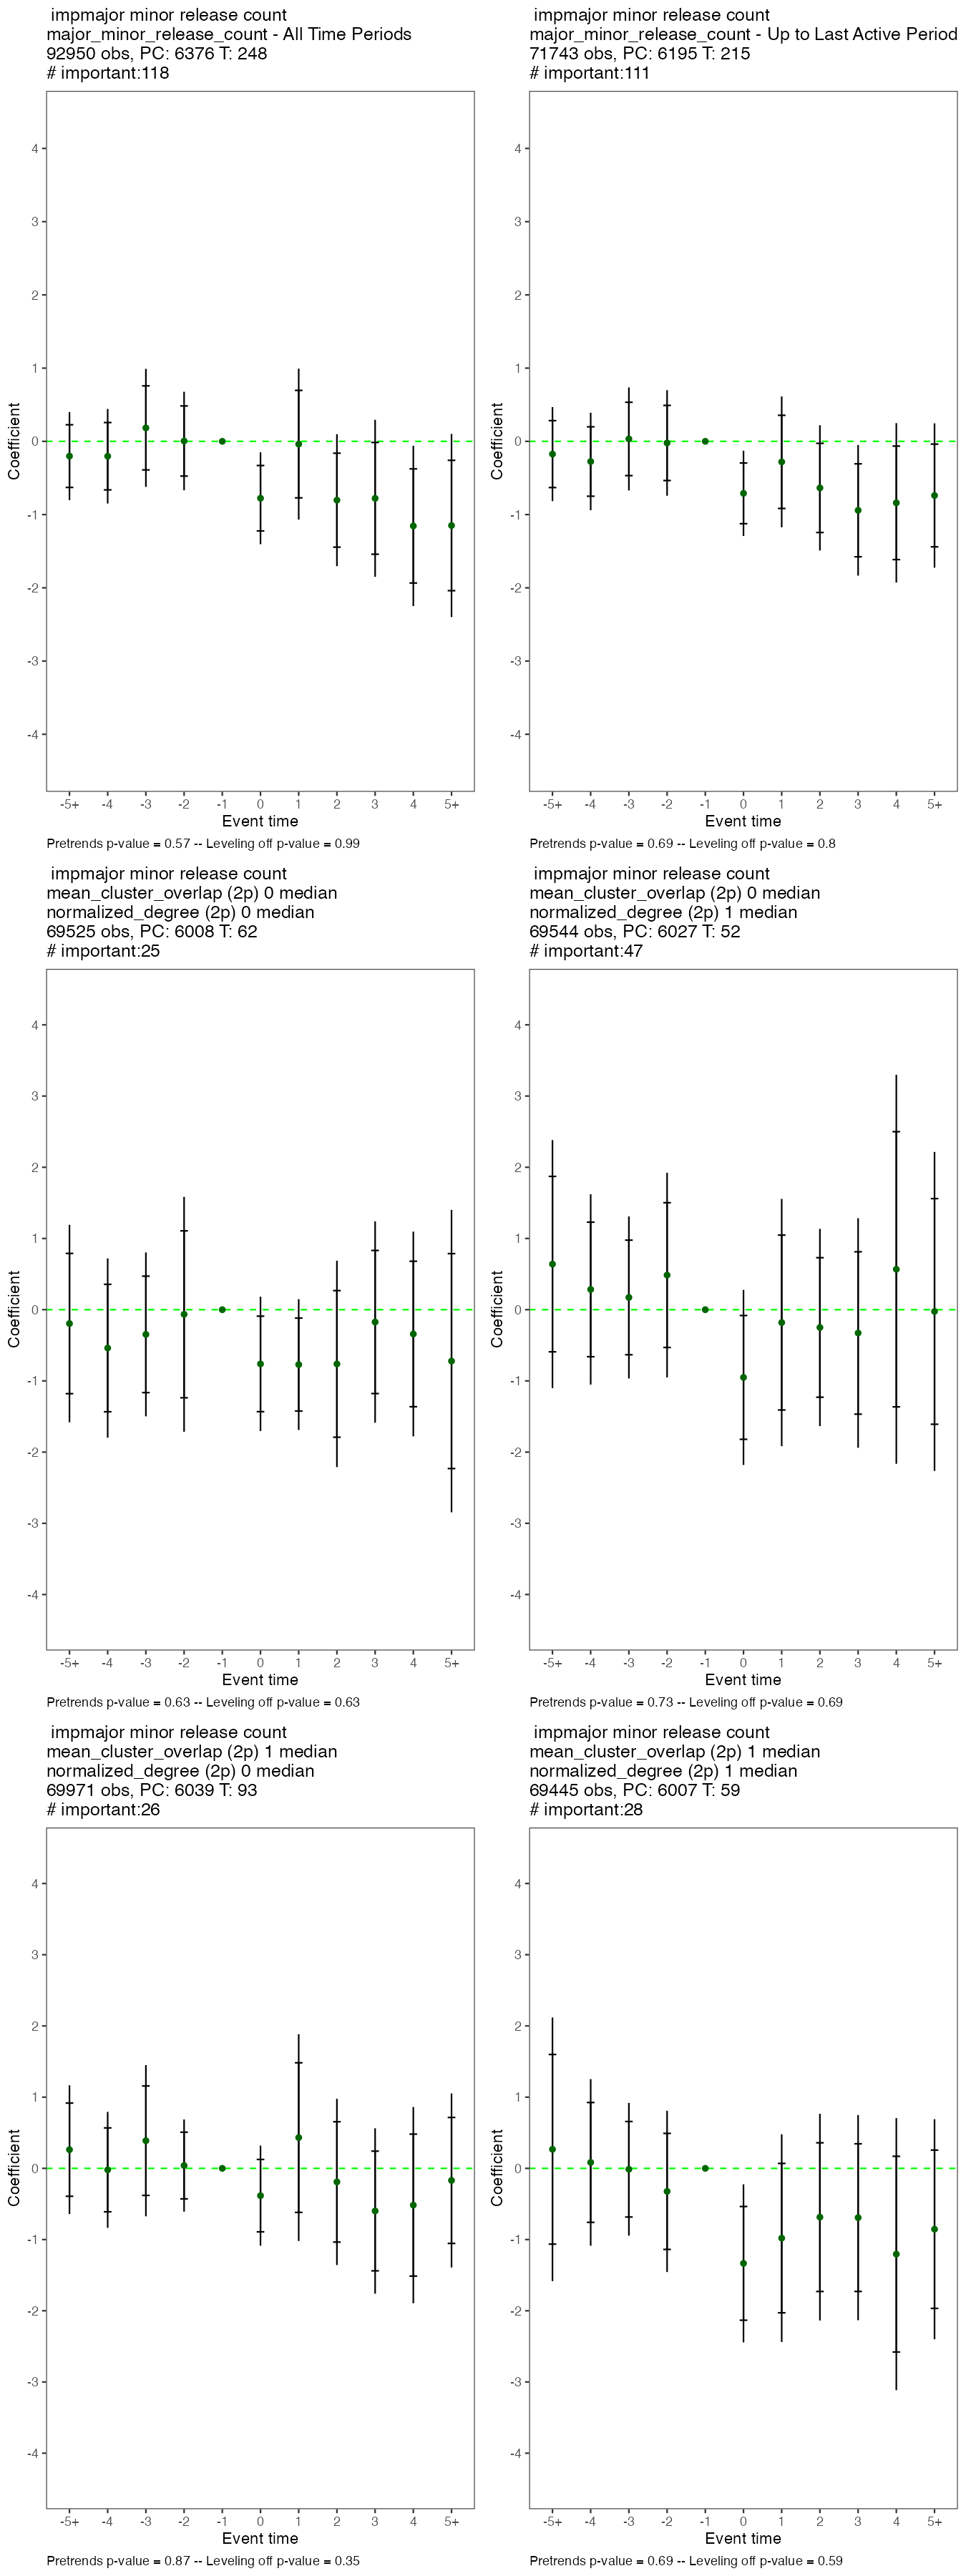 impmajor minor release count
major_minor_release_count - All Time Periods
92950 obs, PC: 6376 T: 248
# important:118
4
3
2
1
0
-1
-2
-3
-4
Coefficient
-5+ -4 -3 -2 -1 0 1 2 3 4 5+
Event time
Pretrends p-value = 0.57 -- Leveling off p-value = 0.99
impmajor minor release count
major_minor_release_count - Up to Last Active Period
71743 obs, PC: 6195 T: 215
# important:111
4
3
2
1
0
-1
-2
-3
-4
Coefficient
-5+ -4 -3 -2 -1 0 1 2 3 4 5+
Event time
Pretrends p-value = 0.69 -- Leveling off p-value = 0.8
impmajor minor release count
mean_cluster_overlap (2p) 0 median
normalized_degree (2p) 0 median
69525 obs, PC: 6008 T: 62
# important:25
4
3
2
1
0
-1
-2
-3
-4
Coefficient
-5+ -4 -3 -2 -1 0 1 2 3 4 5+
Event time
Pretrends p-value = 0.63 -- Leveling off p-value = 0.63
impmajor minor release count
mean_cluster_overlap (2p) 0 median
normalized_degree (2p) 1 median
69544 obs, PC: 6027 T: 52
# important:47
4
3
2
1
0
-1
-2
-3
-4
Coefficient
-5+ -4 -3 -2 -1 0 1 2 3 4 5+
Event time
Pretrends p-value = 0.73 -- Leveling off p-value = 0.69
impmajor minor release count
mean_cluster_overlap (2p) 1 median
normalized_degree (2p) 0 median
69971 obs, PC: 6039 T: 93
# important:26
4
3
2
1
0
-1
-2
-3
-4
Coefficient
-5+ -4 -3 -2 -1 0 1 2 3 4 5+
Event time
Pretrends p-value = 0.87 -- Leveling off p-value = 0.35
impmajor minor release count
mean_cluster_overlap (2p) 1 median
normalized_degree (2p) 1 median
69445 obs, PC: 6007 T: 59
# important:28
4
3
2
1
0
-1
-2
-3
-4
Coefficient
-5+ -4 -3 -2 -1 0 1 2 3 4 5+
Event time
Pretrends p-value = 0.69 -- Leveling off p-value = 0.59